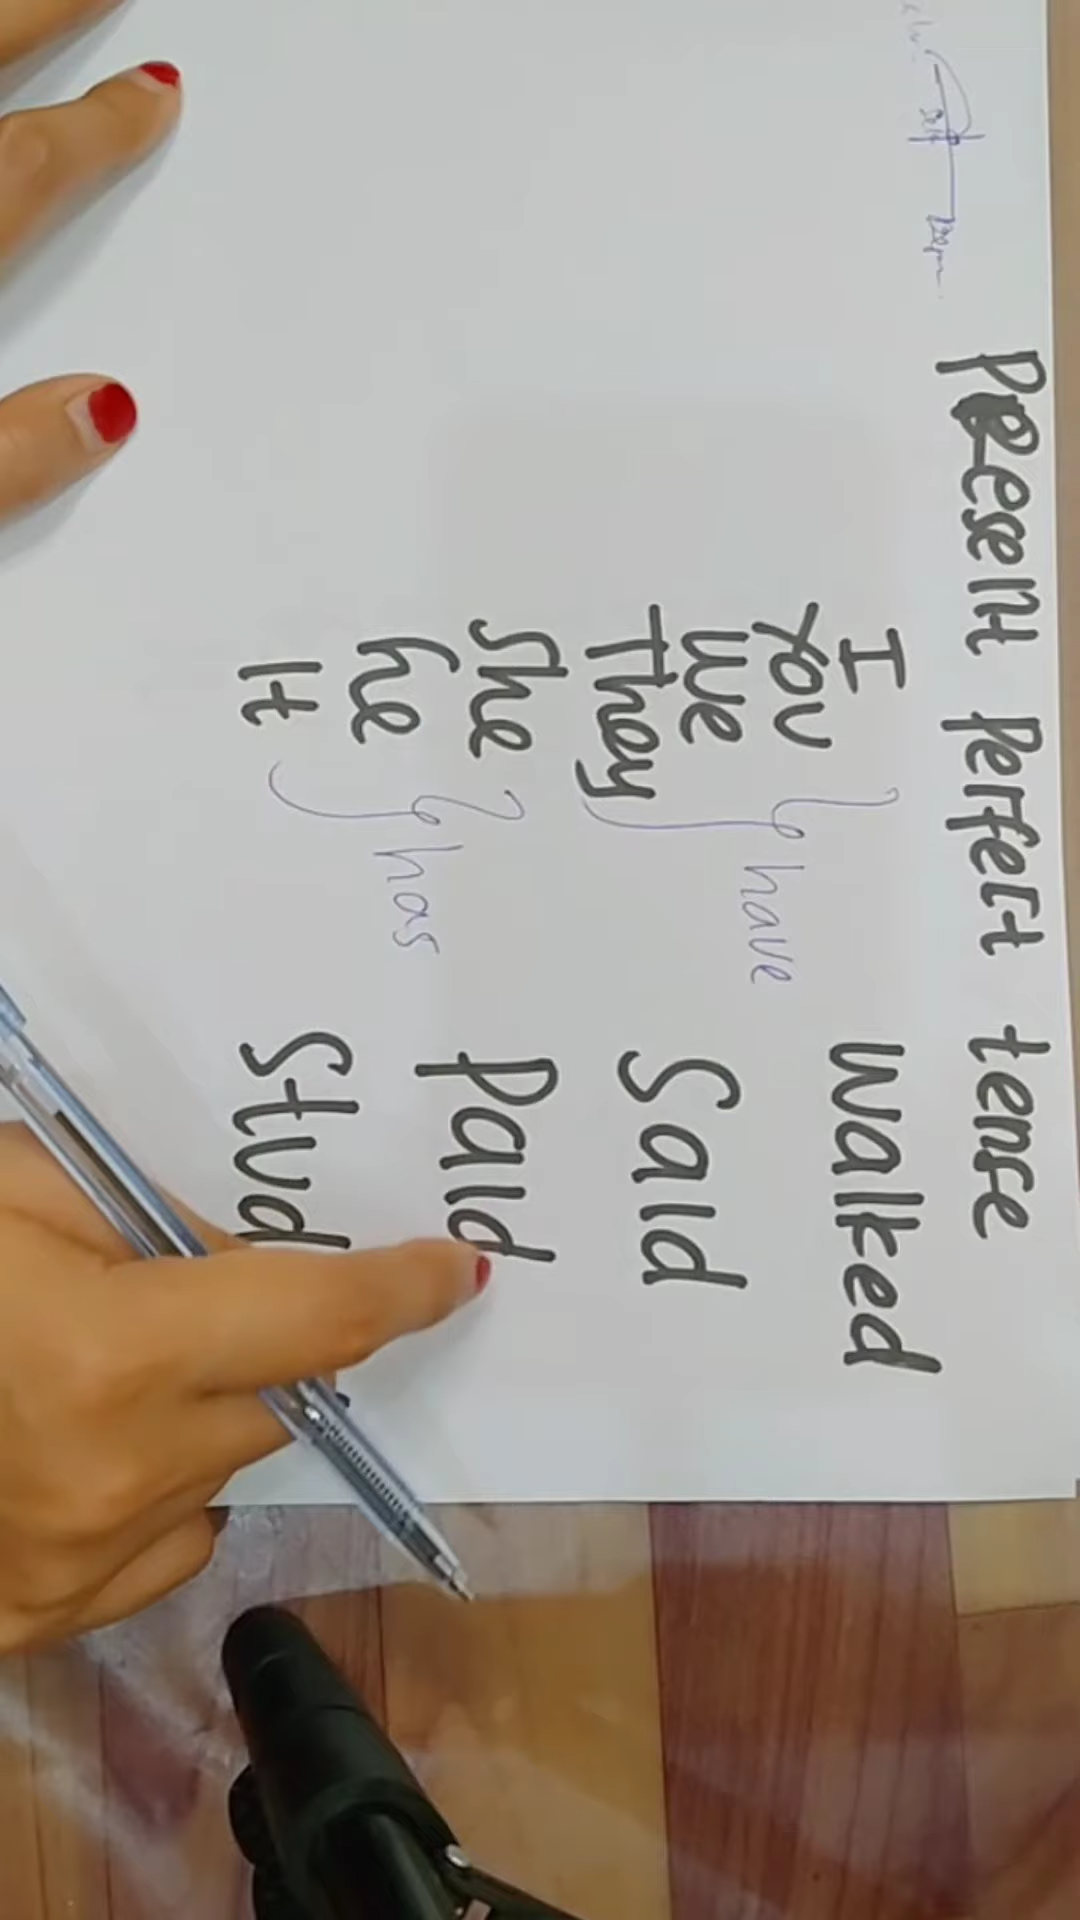 Present Perfect tense
I
You
We
They
have
She
he
It
has
Walked
Said
Paid
Stud